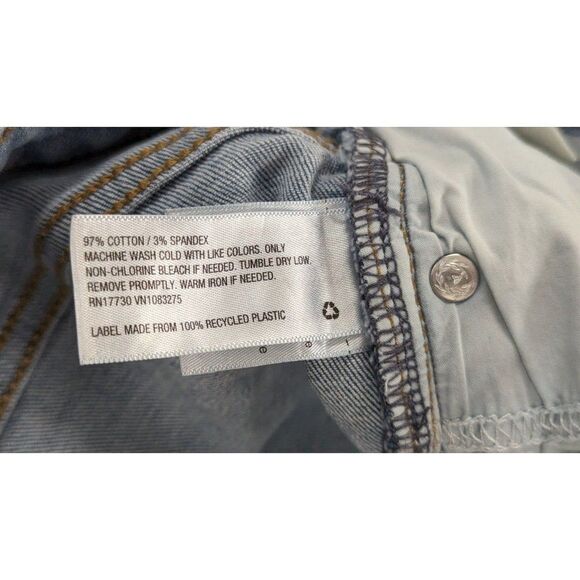 97% COTTON / 3% SPANDEX
MACHINE WASH COLD WITH LIKE COLORS. ONLY
NON-CHLORINE BLEACH IF NEEDED. TUMBLE DRY LOW.
REMOVE PROMPTLY. WARM IRON IF NEEDED.
RN17730 VN1083275
LABEL MADE FROM 100% RECYCLED PLASTIC